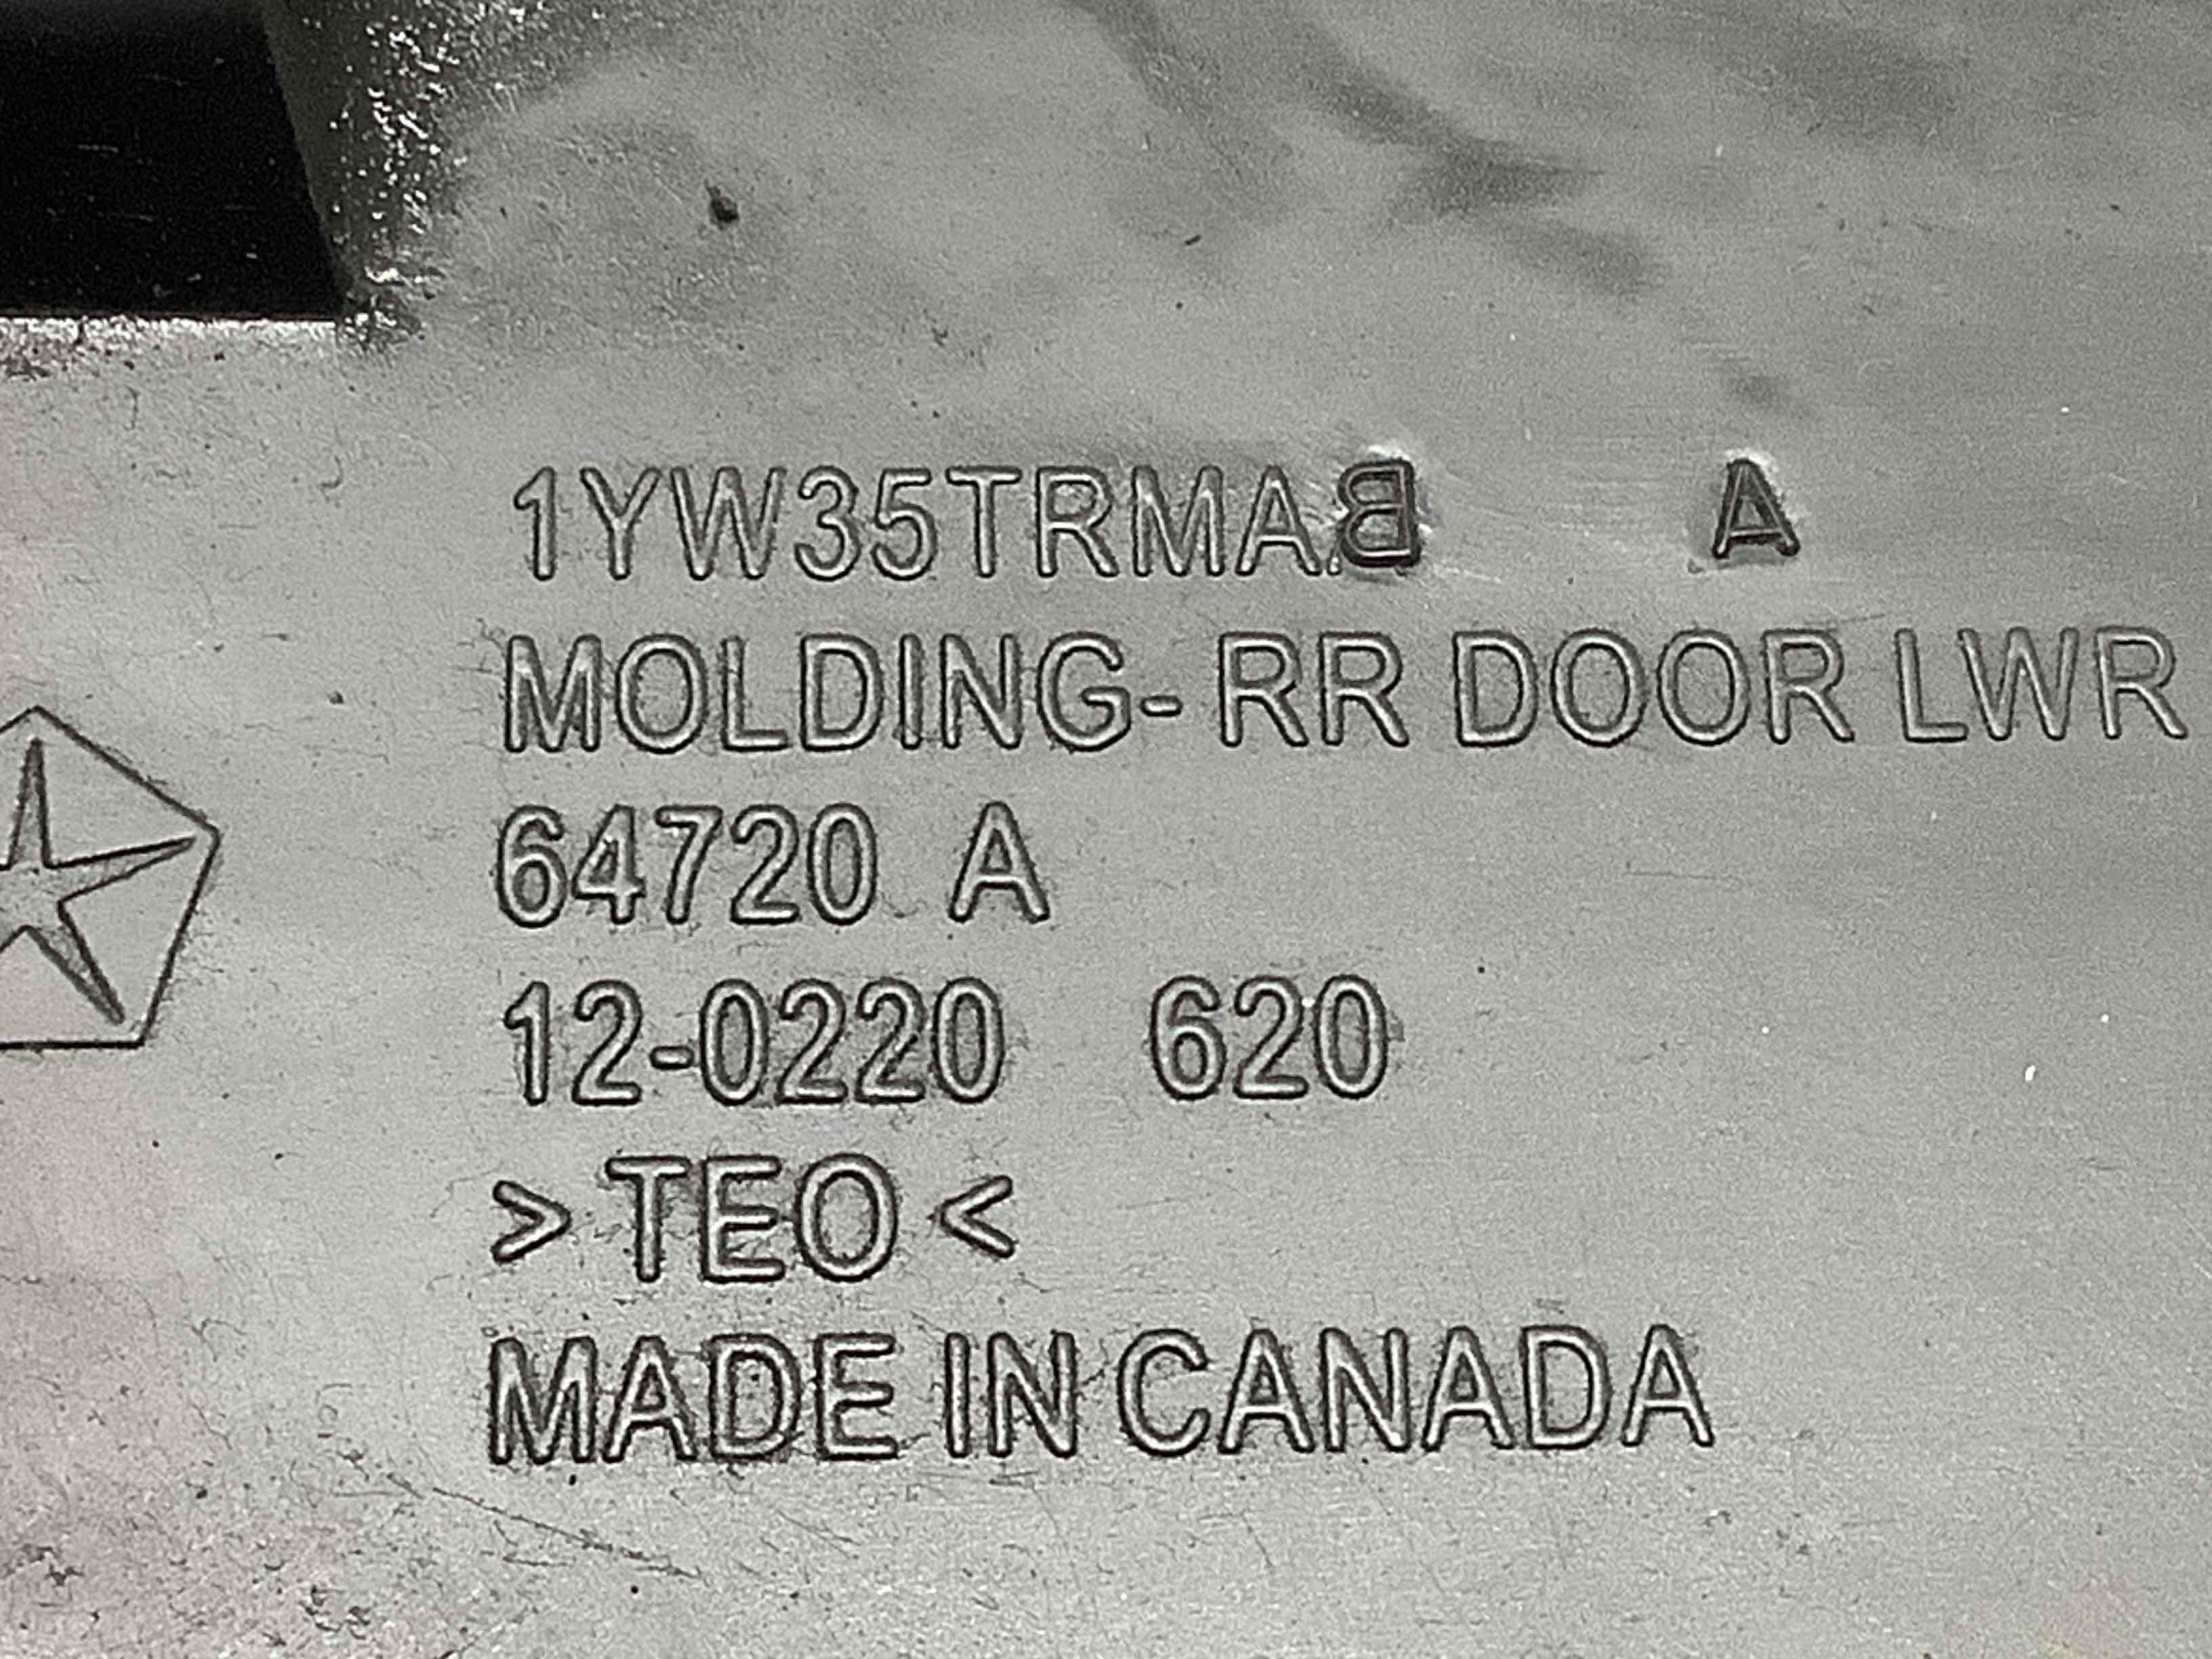 1YW35TRMAB A
MOLDING- RR DOOR LWR
64720 A
12-0220 620
>TEO<
MADE IN CANADA